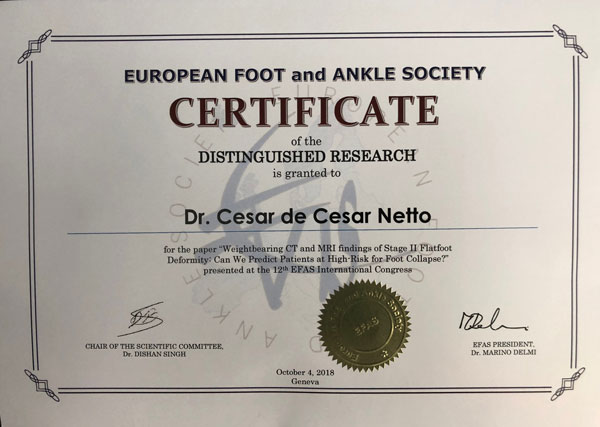 EUROPEAN FOOT and ANKLE SOCIETY
CERTIFICATE
of the
DISTINGUISHED RESEARCH
is granted to
Dr. Cesar de Cesar Netto
for the paper “Weightbearing CT and MRI findings of Stage II Flatfoot
Deformity: Can We Predict Patients at High-Risk for Foot Collapse?”
presented at the 12th EFAS International Congress
CHAIR OF THE SCIENTIFIC COMMITTEE,
Dr. DISHAN SINGH
EFAS
EFAS PRESIDENT,
Dr. MARINO DELMI
October 4, 2018
Geneva